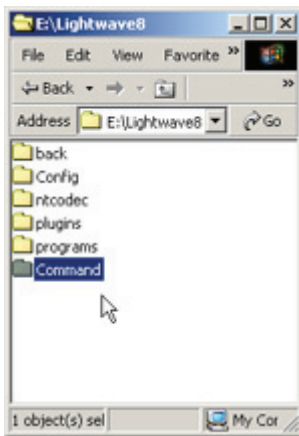 E:\Lightwave8
File Edit View Favorite »
Back »
Address E:\Lightwave8 Go
back
Config
ntcodec
plugins
programs
Command
1 object(s) sel My Cor